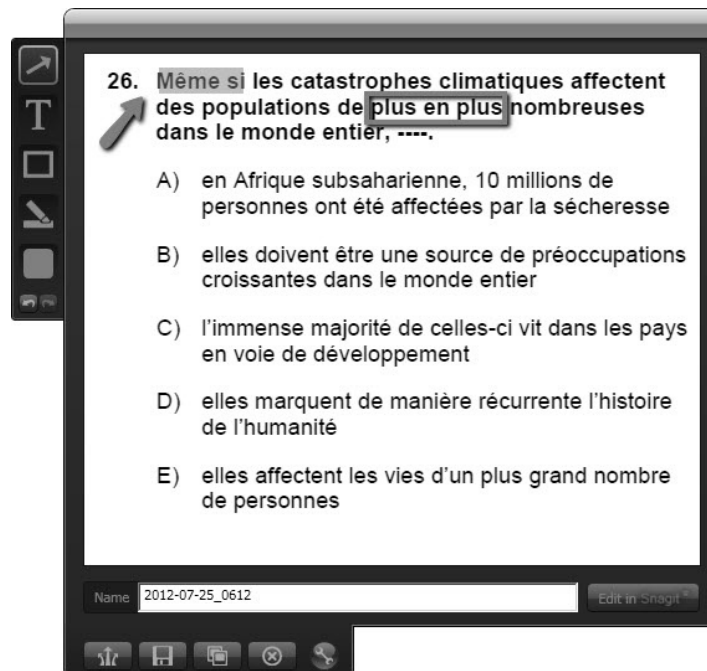 26. Même si les catastrophes climatiques affectent
des populations de plus en plus nombreuses
dans le monde entier, ----.
A) en Afrique subsaharienne, 10 millions de
personnes ont été affectées par la sécheresse
B) elles doivent être une source de préoccupations
croissantes dans le monde entier
C) l’immense majorité de celles-ci vit dans les pays
en voie de développement
D) elles marquent de manière récurrente l’histoire
de l’humanité
E) elles affectent les vies d’un plus grand nombre
de personnes
T
Name 2012-07-25_0612 Edit in Snagit